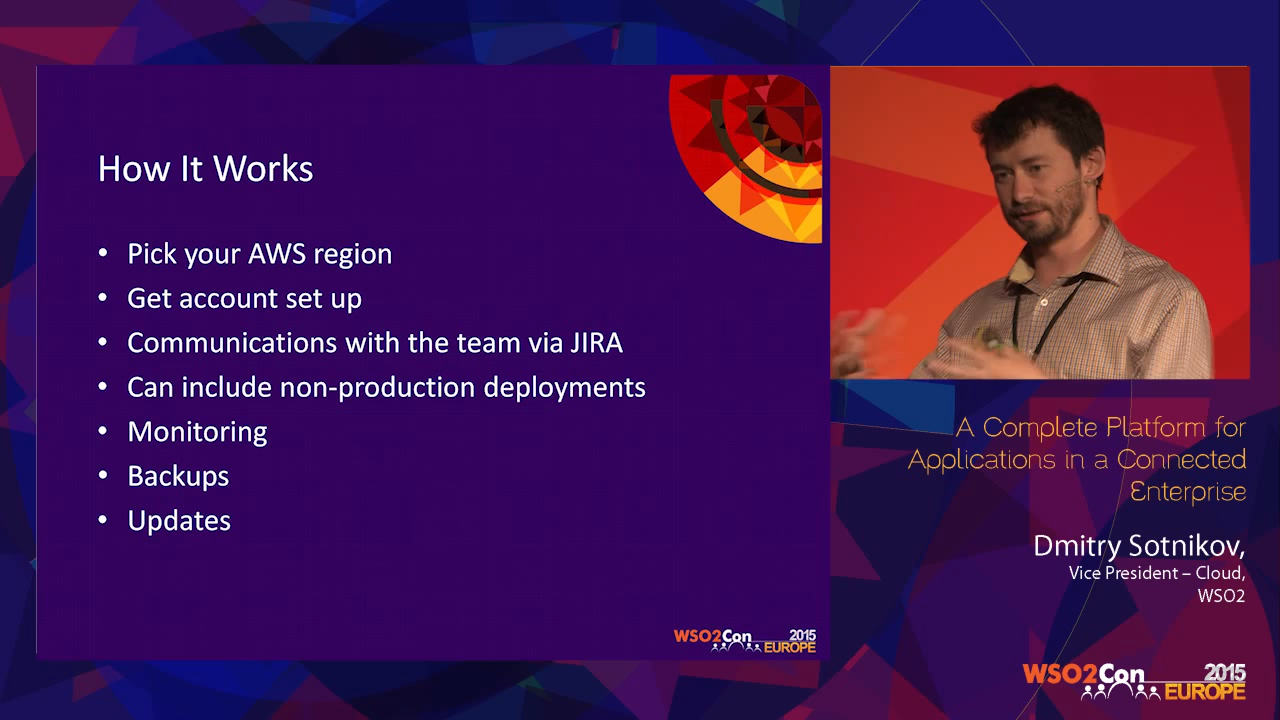 How It Works
• Pick your AWS region
• Get account set up
• Communications with the team via JIRA
• Can include non-production deployments
• Monitoring
• Backups
• Updates
WSO2Con 2015
EUROPE
A Complete Platform for
Applications in a Connected
Enterprise
Dmitry Sotnikov,
Vice President – Cloud,
WSO2
WSO2Con 2015
EUROPE